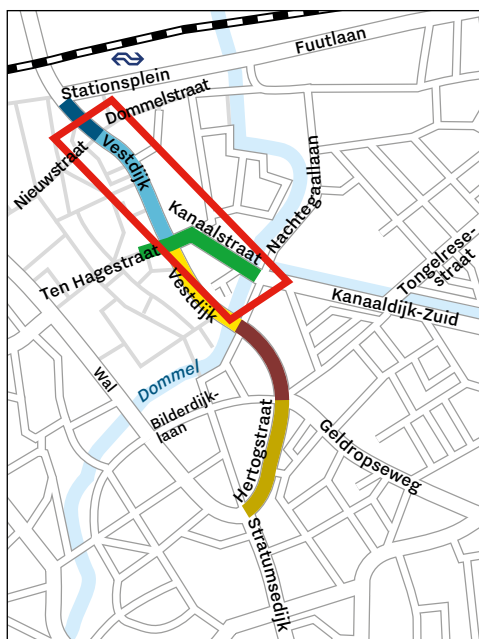 Fuutlaan
Stationsplein
Dommelstraat
Nieuwstraat
Vestdijk
Nachtegaallaan
Kanaalstraat
Ten Hagestraat
Tongelrese-
straat
Vestdijk
Kanaaldijk-Zuid
Wal
Dommel
Bilderdijk-
laan
Hertogstraat
Geldropseweg
Stratumsedijk